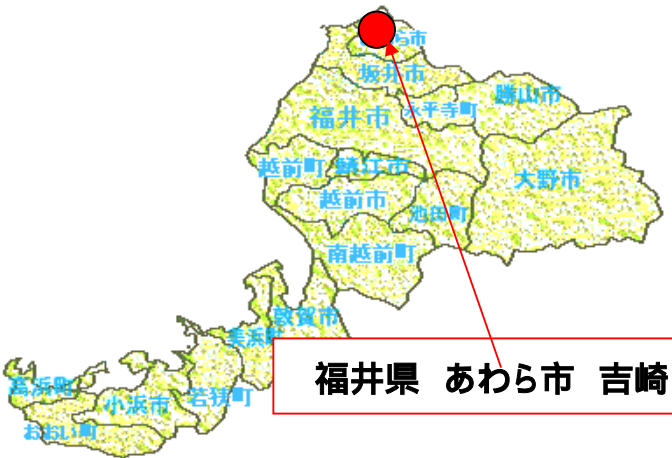 ら市
坂井市
勝山市
永平寺町
福井市
越前町
鯖江市
大野市
越前市
池田町
南越前町
敦賀市
美浜町
福井県 あわら市 吉崎
高浜町
小浜市
若狭町
おおい町